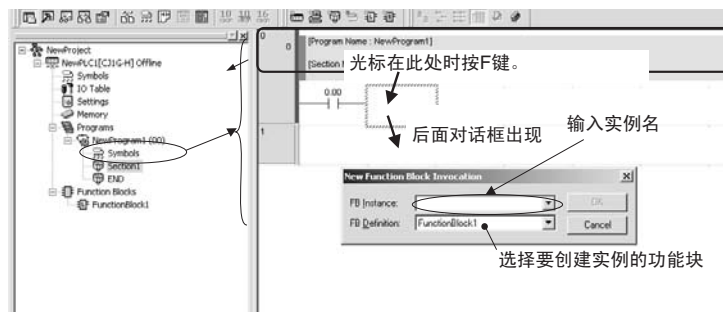 10 10 16
NewProject
NewPLC1[CJ1G-H] Offline
Symbols
IO Table
Settings
Memory
Programs
NewProgram1 (00)
Symbols
Section1
END
Function Blocks
FunctionBlock1
0
0
[Program Name : NewProgram1]
[Section
光标在此处时按F键。
0.00
1
后面对话框出现
输入实例名
New Function Block Invocation
FB Instance:
OK
FB Definition:
FunctionBlock1
Cancel
选择要创建实例的功能块